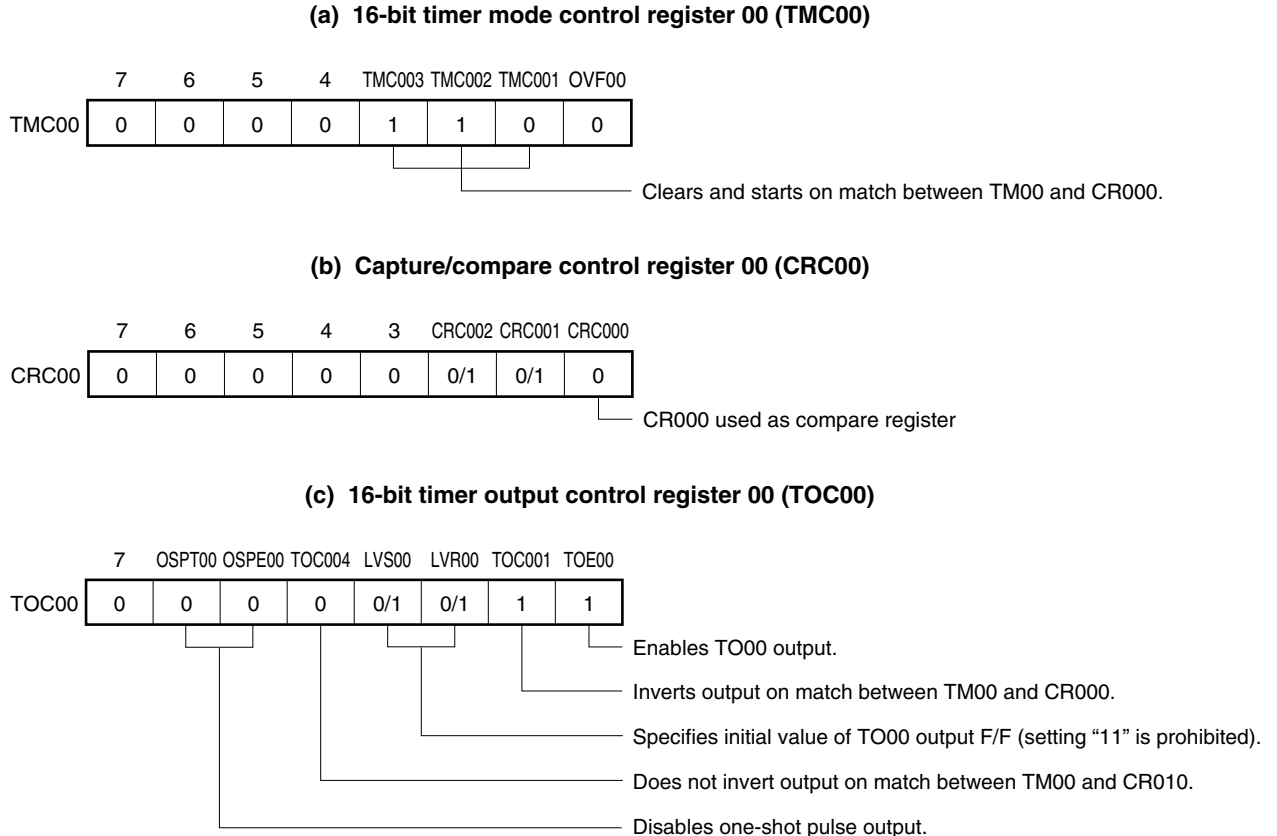 (a) 16-bit timer mode control register 00 (TMC00)
7 6 5 4 TMC003 TMC002 TMC001 OVF00
TMC00 0 0 0 0 1 1 0 0
Clears and starts on match between TM00 and CR000.
(b) Capture/compare control register 00 (CRC00)
7 6 5 4 3 CRC002 CRC001 CRC000
CRC00 0 0 0 0 0 0/1 0/1 0
CR000 used as compare register
(c) 16-bit timer output control register 00 (TOC00)
7 OSPT00 OSPE00 TOC004 LVS00 LVR00 TOC001 TOE00
TOC00 0 0 0 0 0/1 0/1 1 1
Enables TO00 output.
Inverts output on match between TM00 and CR000.
Specifies initial value of TO00 output F/F (setting “11” is prohibited).
Does not invert output on match between TM00 and CR010.
Disables one-shot pulse output.